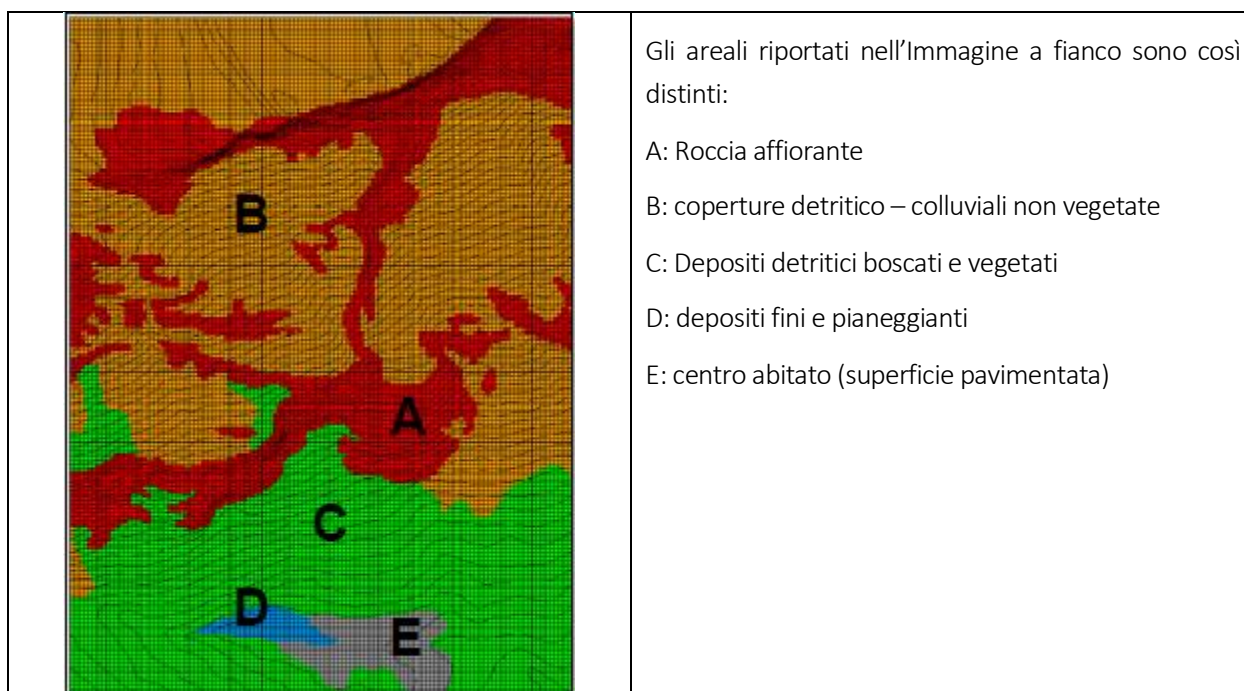 Gli areali riportati nell’Immagine a fianco sono così
distinti:
A: Roccia affiorante
B: coperture detritico – colluviali non vegetate
C: Depositi detritici boscati e vegetati
D: depositi fini e pianeggianti
E: centro abitato (superficie pavimentata)
B
A
C
D
E